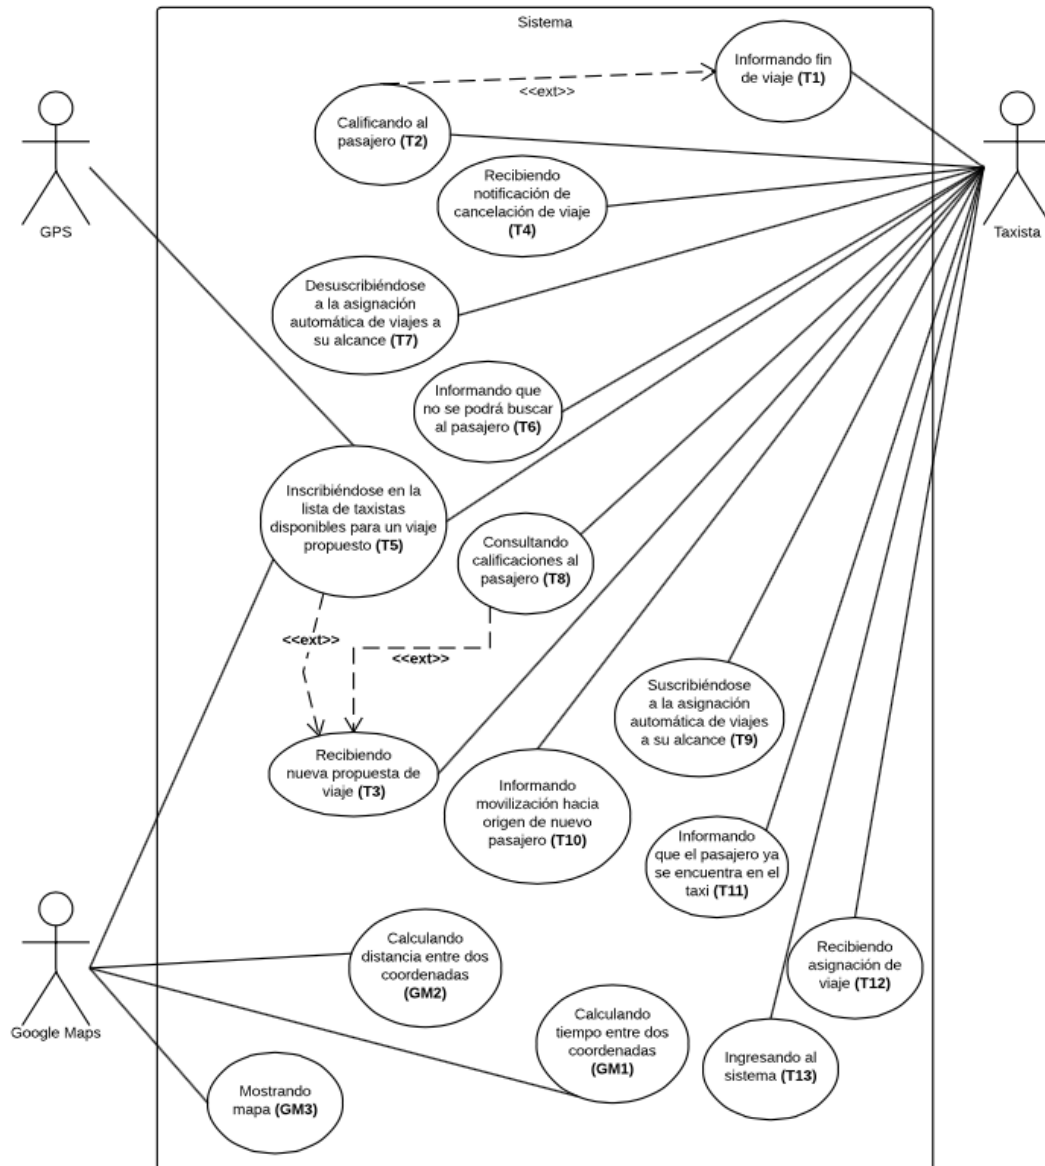 Sistema
Informando fin
de viaje (T1)
<<ext>>
Calificando al
pasajero (T2)
Recibiendo
notificación de
cancelación de viaje
(T4)
GPS
Taxista
Desuscribiéndose
a la asignación
automática de viajes a
su alcance (T7)
Informando que
no se podrá buscar
al pasajero (T6)
Inscribiéndose en la
lista de taxistas
disponibles para un viaje
propuesto (T5)
Consultando
calificaciones al
pasajero (T8)
<<ext>>
<<ext>>
Suscribiéndose
a la asignación
automática de viajes
a su alcance (T9)
Recibiendo
nueva propuesta de
viaje (T3)
Informando
movilización hacia
origen de nuevo
pasajero (T10)
Informando
que el pasajero ya
se encuentra en el
taxi (T11)
Calculando
distancia entre dos
coordenadas
(GM2)
Recibiendo
asignación de
viaje (T12)
Google Maps
Calculando
tiempo entre dos
coordenadas
(GM1)
Ingresando al
sistema (T13)
Mostrando
mapa (GM3)